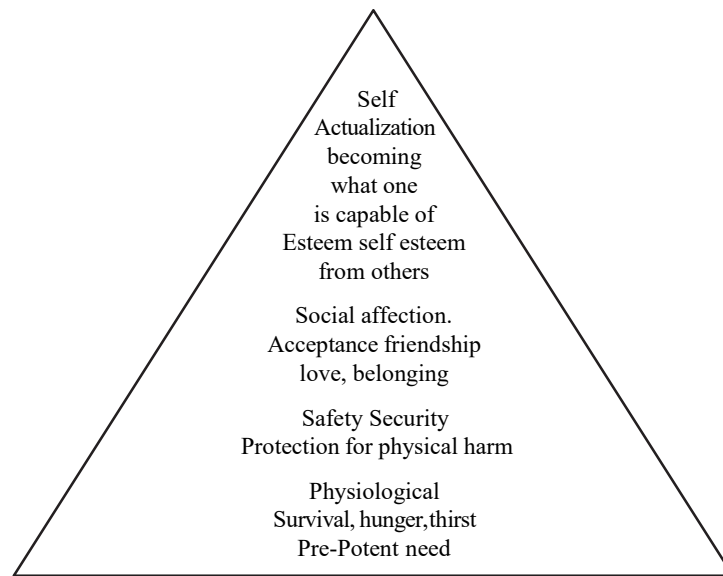 Self
Actualization
becoming
what one
is capable of
Esteem self esteem
from others
Social affection.
Acceptance friendship
love, belonging
Safety Security
Protection for physical harm
Physiological
Survival, hunger,thirst
Pre-Potent need